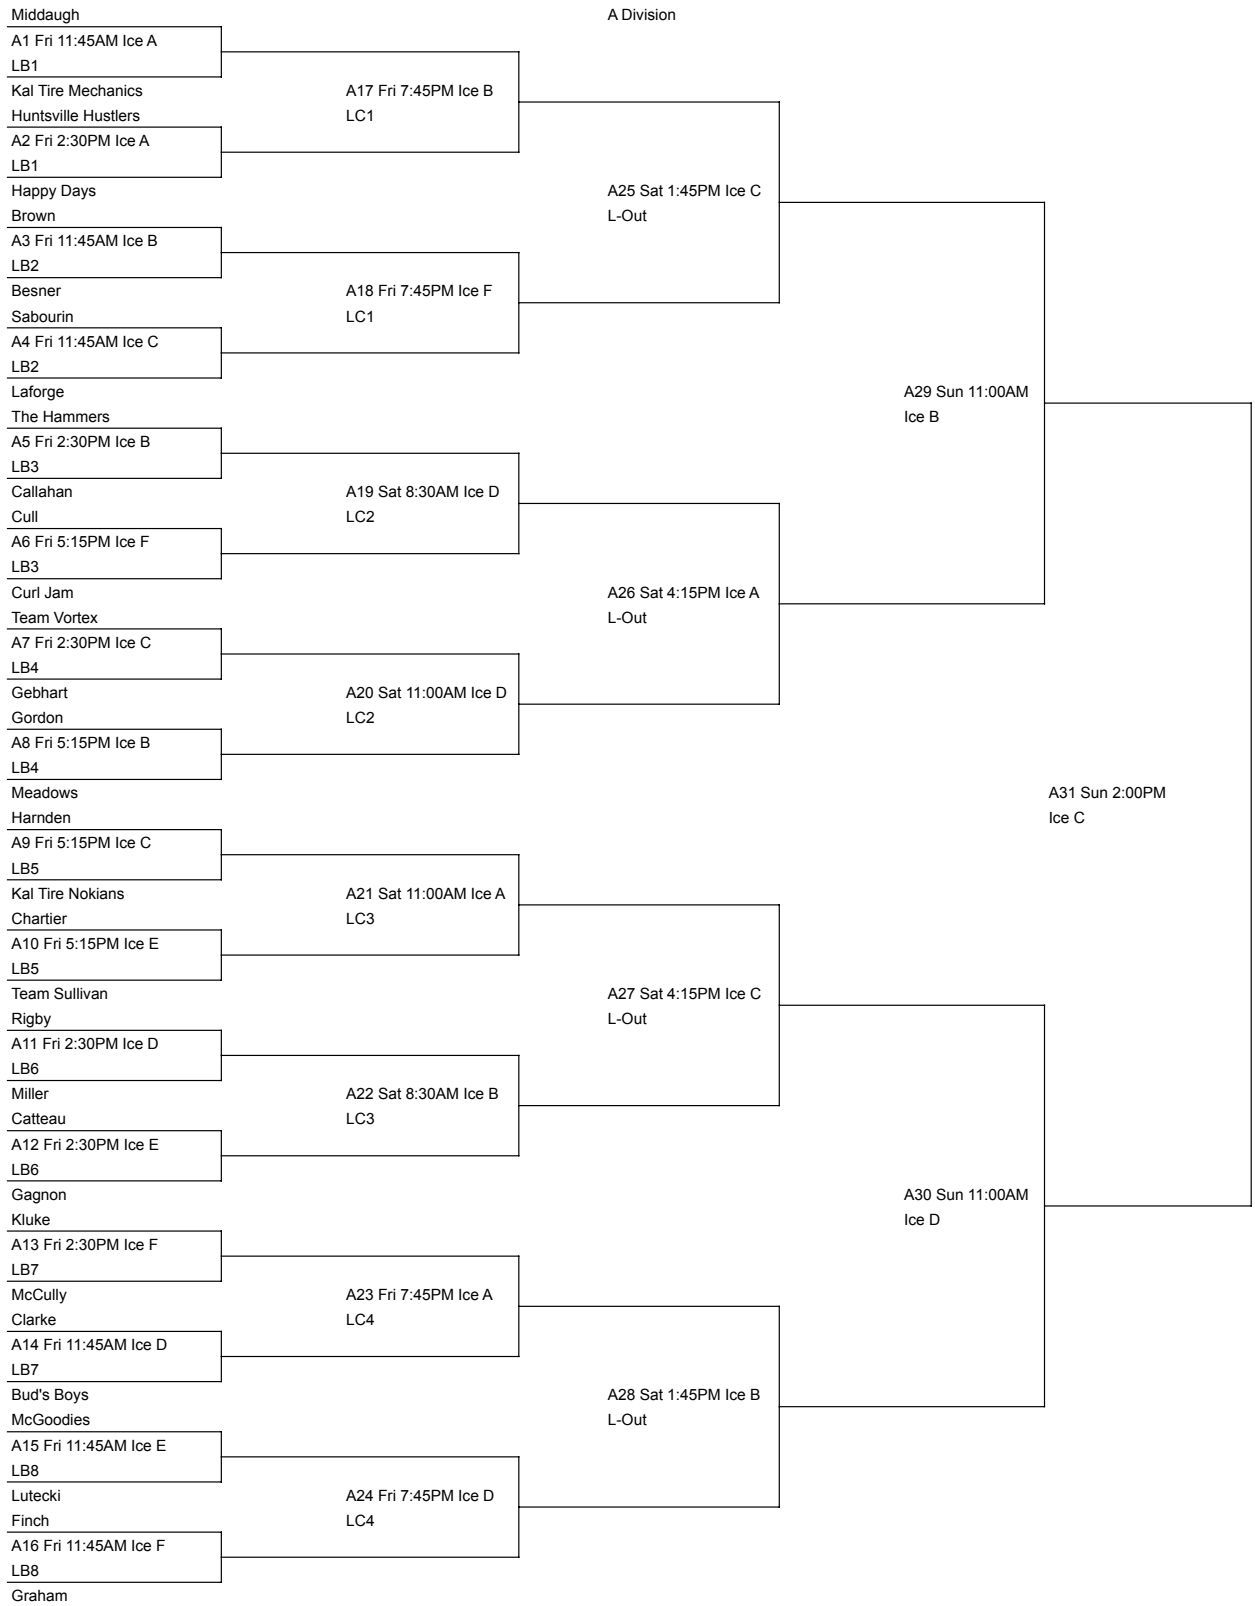 Middaugh
A Division
A1 Fri 11:45AM Ice A
LB1
Kal Tire Mechanics
A17 Fri 7:45PM Ice B
Huntsville Hustlers
LC1
A2 Fri 2:30PM Ice A
LB1
Happy Days
A25 Sat 1:45PM Ice C
Brown
L-Out
A3 Fri 11:45AM Ice B
LB2
Besner
A18 Fri 7:45PM Ice F
Sabourin
LC1
A4 Fri 11:45AM Ice C
LB2
Laforge
A29 Sun 11:00AM
The Hammers
Ice B
A5 Fri 2:30PM Ice B
LB3
Callahan
A19 Sat 8:30AM Ice D
Cull
LC2
A6 Fri 5:15PM Ice F
LB3
Curl Jam
A26 Sat 4:15PM Ice A
Team Vortex
L-Out
A7 Fri 2:30PM Ice C
LB4
Gebhart
A20 Sat 11:00AM Ice D
Gordon
LC2
A8 Fri 5:15PM Ice B
LB4
Meadows
A31 Sun 2:00PM
Harnden
Ice C
A9 Fri 5:15PM Ice C
LB5
Kal Tire Nokians
A21 Sat 11:00AM Ice A
Chartier
LC3
A10 Fri 5:15PM Ice E
LB5
Team Sullivan
A27 Sat 4:15PM Ice C
Rigby
L-Out
A11 Fri 2:30PM Ice D
LB6
Miller
A22 Sat 8:30AM Ice B
Catteau
LC3
A12 Fri 2:30PM Ice E
LB6
Gagnon
A30 Sun 11:00AM
Kluke
Ice D
A13 Fri 2:30PM Ice F
LB7
McCully
A23 Fri 7:45PM Ice A
Clarke
LC4
A14 Fri 11:45AM Ice D
LB7
Bud's Boys
A28 Sat 1:45PM Ice B
McGoodies
L-Out
A15 Fri 11:45AM Ice E
LB8
Lutecki
A24 Fri 7:45PM Ice D
Finch
LC4
A16 Fri 11:45AM Ice F
LB8
Graham